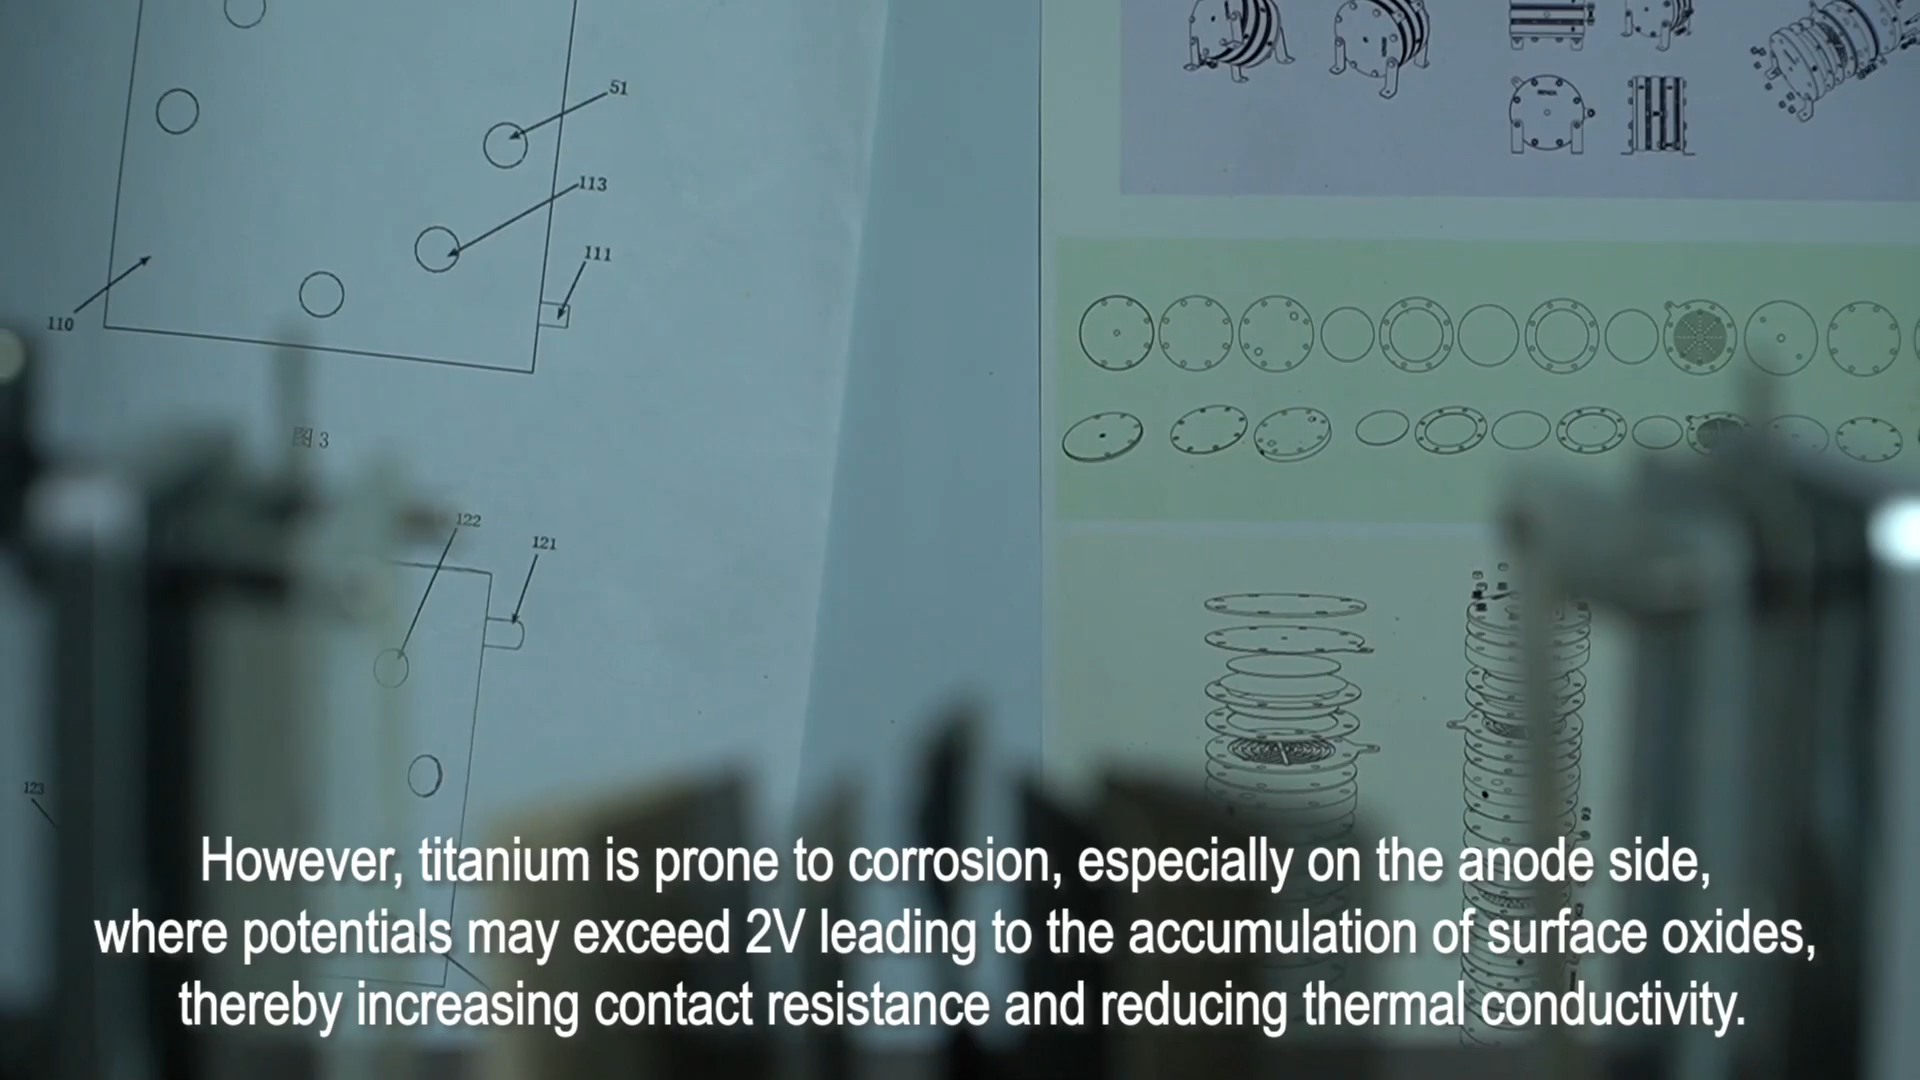 51
113
111
110
图 3
122
121
123
However, titanium is prone to corrosion, especially on the anode side,
where potentials may exceed 2V leading to the accumulation of surface oxides,
thereby increasing contact resistance and reducing thermal conductivity.